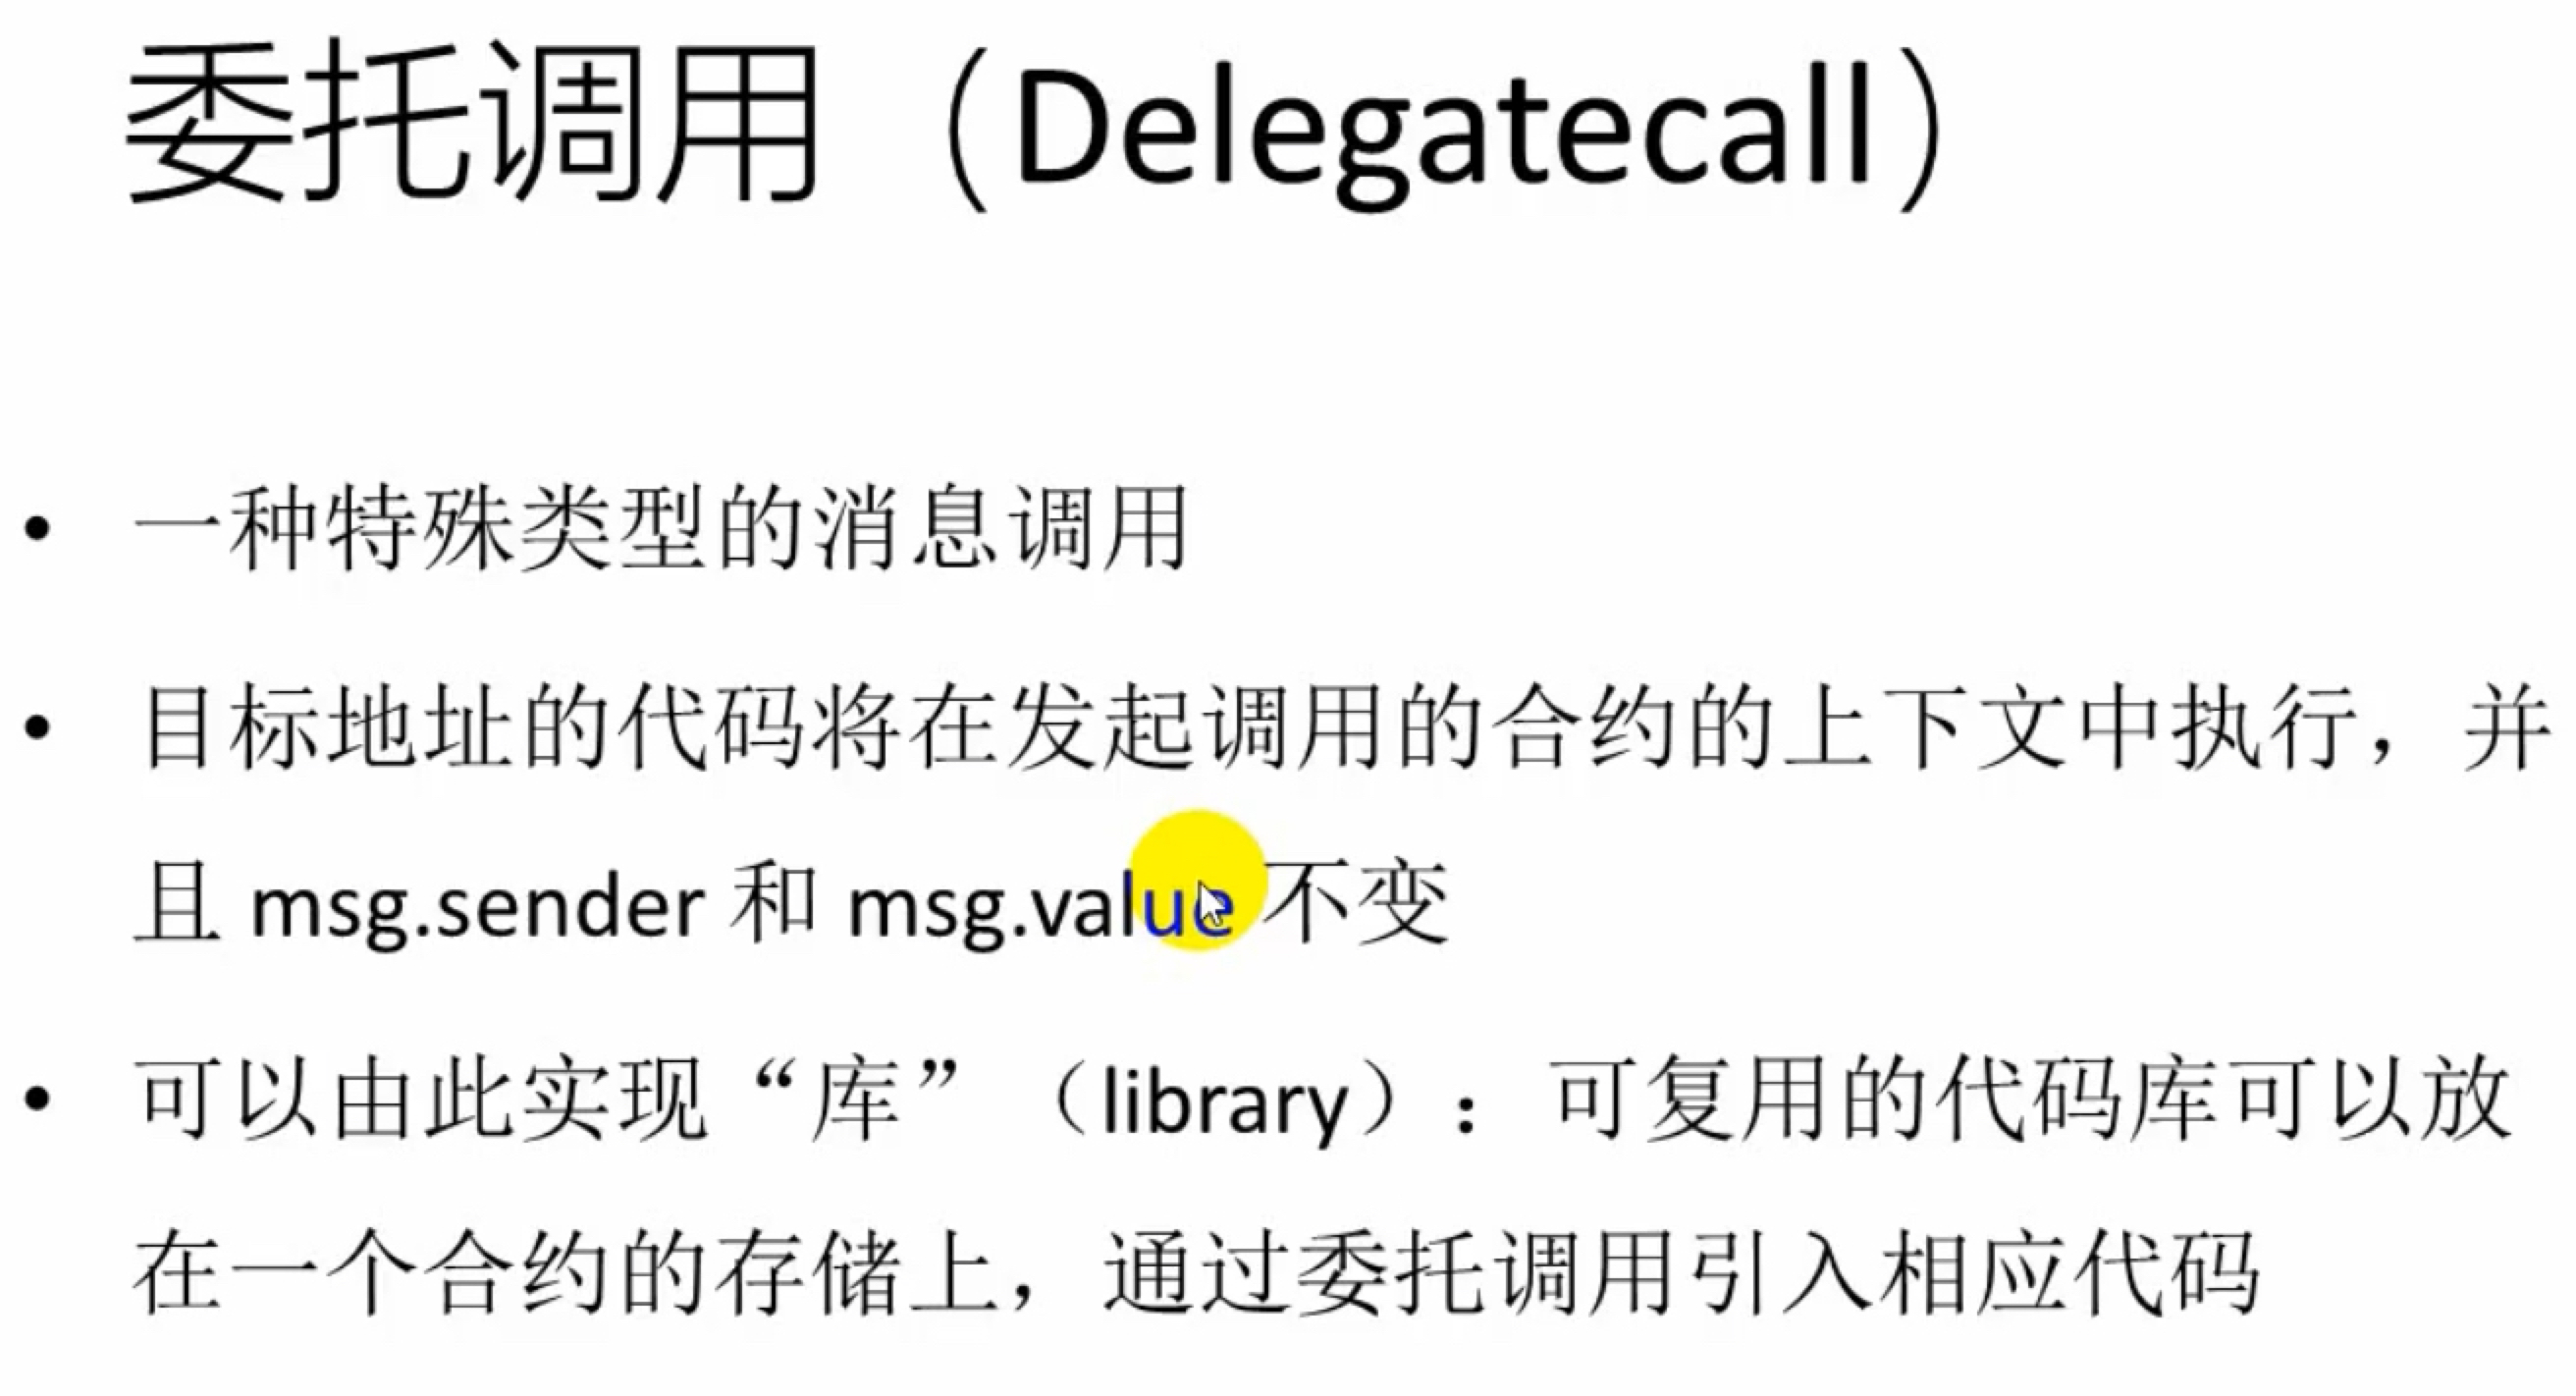 委托调用（Delegatecall）
• 一种特殊类型的消息调用
• 目标地址的代码将在发起调用的合约的上下文中执行，并
且 msg.sender 和 msg.value 不变
• 可以由此实现“库”（library）：可复用的代码库可以放
在一个合约的存储上，通过委托调用引入相应代码